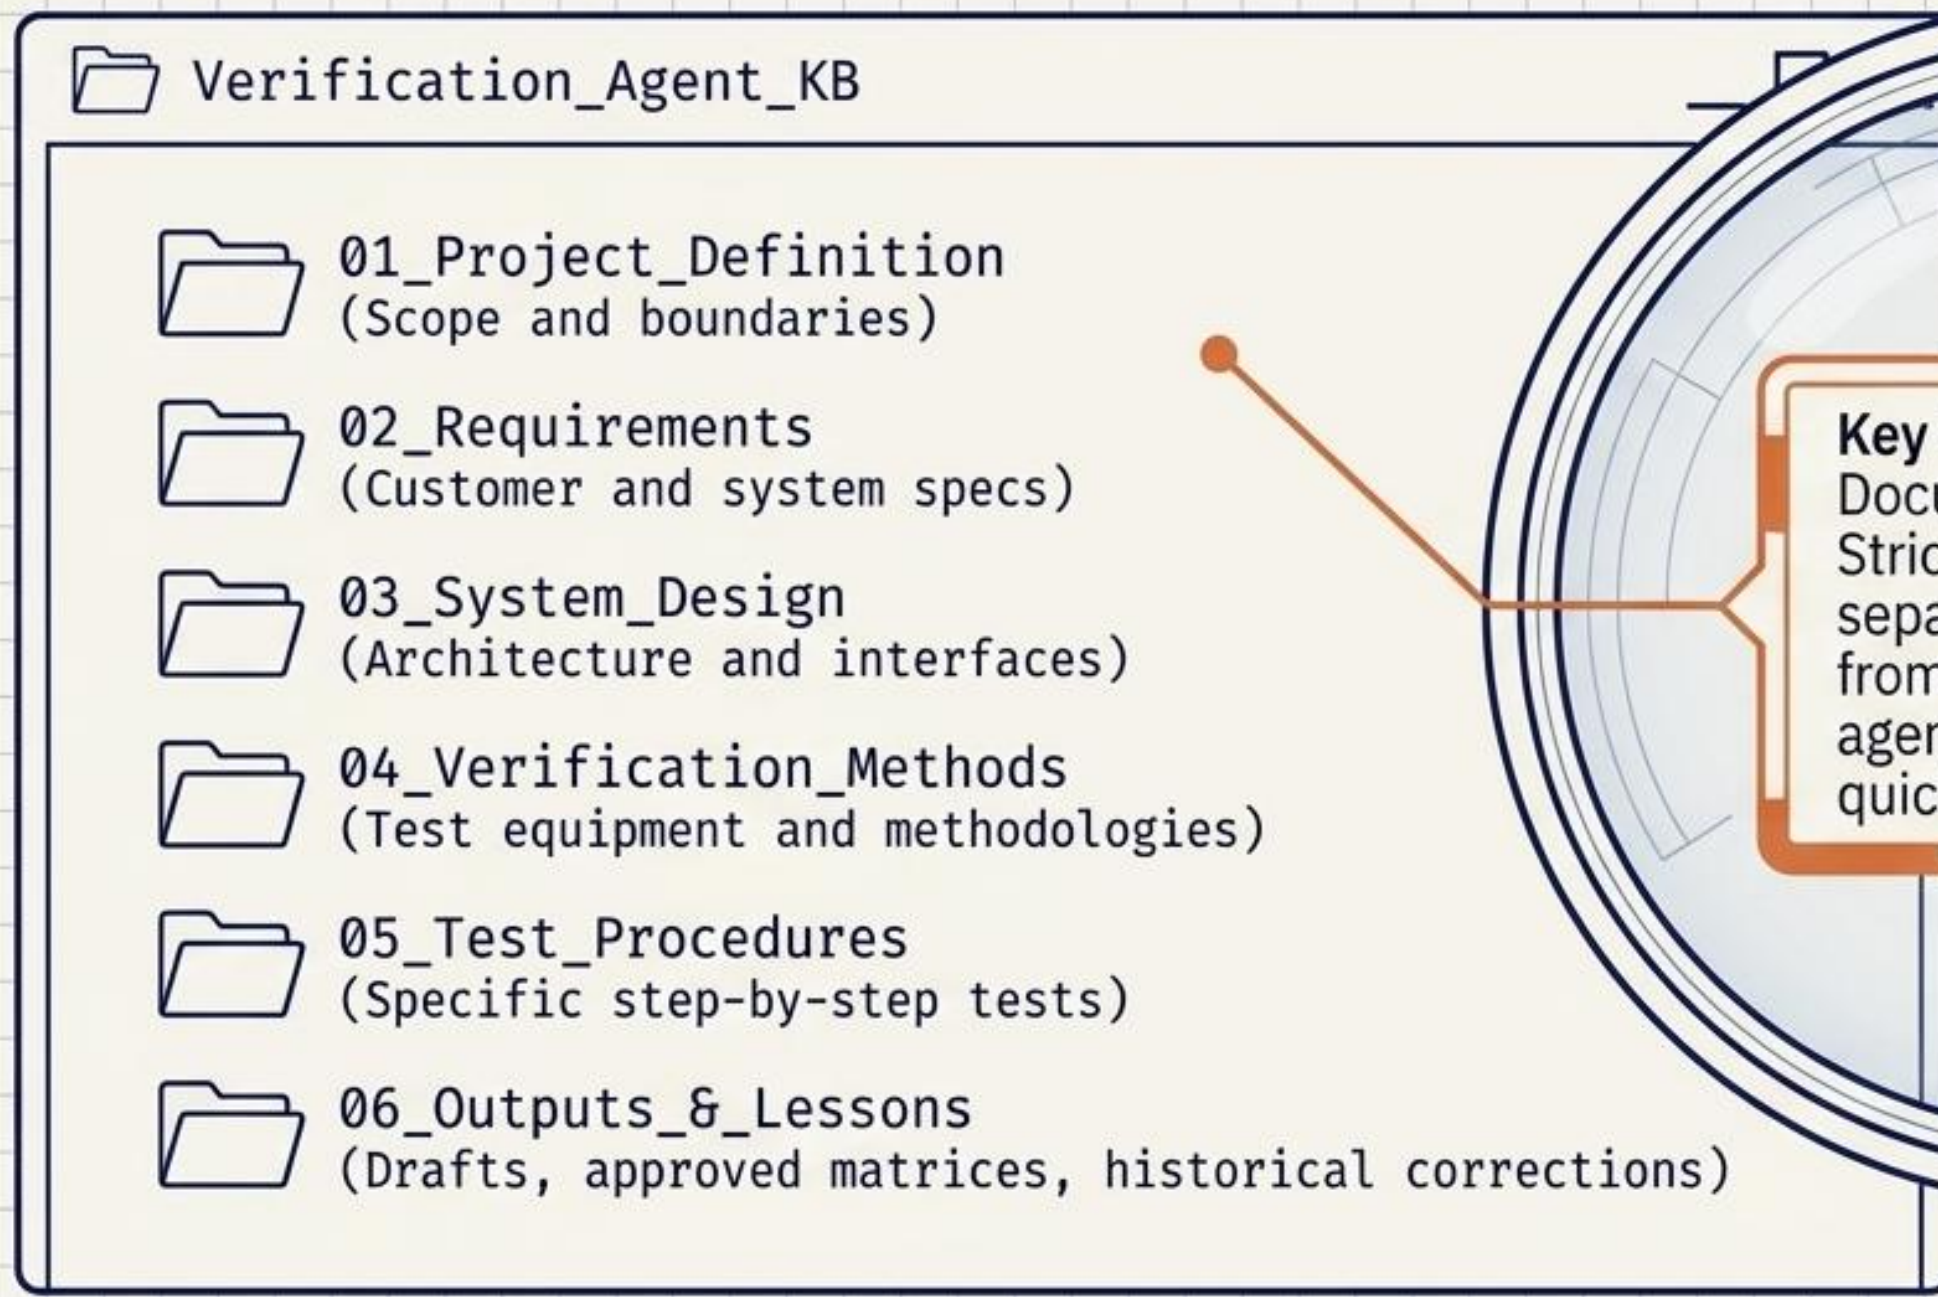 Verification_Agent_KB
01_Project_Definition
(Scope and boundaries)
02_Requirements
(Customer and system specs)
03_System_Design
(Architecture and interfaces)
04_Verification_Methods
(Test equipment and methodologies)
05_Test_Procedures
(Specific step-by-step tests)
06_Outputs_&_Lessons
(Drafts, approved matrices, historical corrections)
Key
from